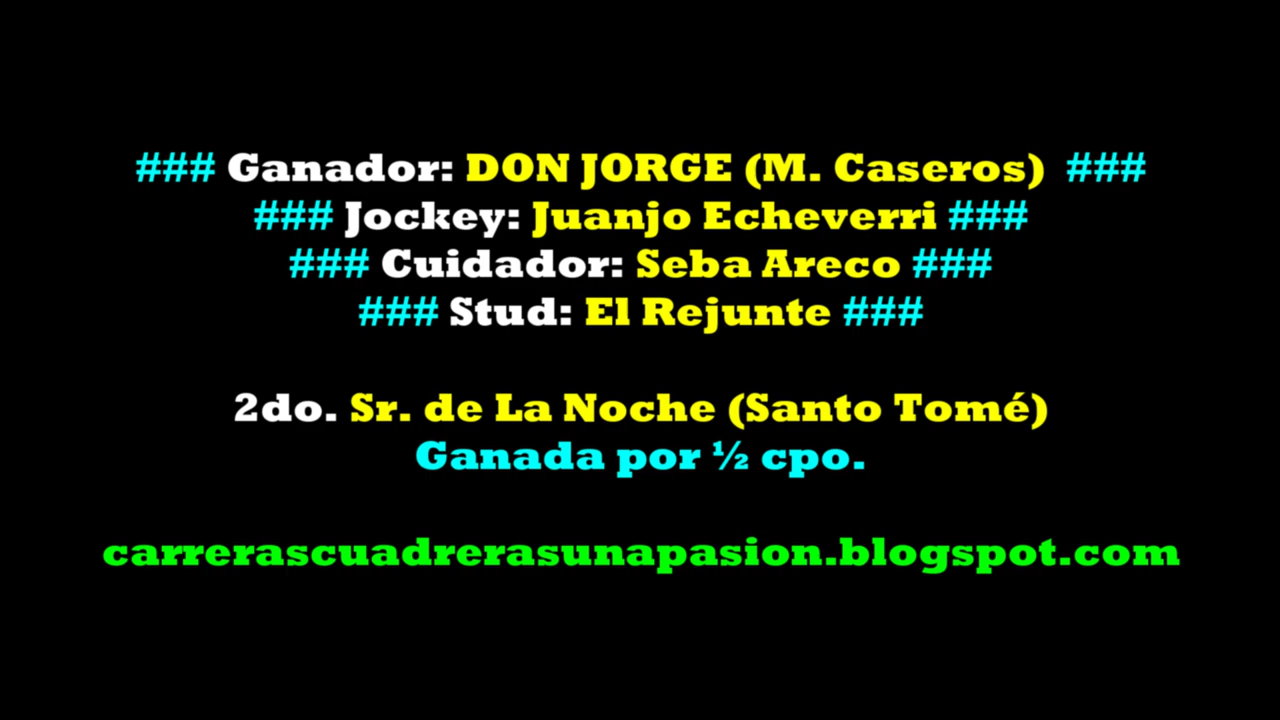 ### Ganador: DON JORGE (M. Caseros) ###
### Jockey: Juanjo Echeverri ###
### Cuidador: Seba Areco ###
### Stud: El Rejunte ###
2do. Sr. de La Noche (Santo Tomé)
Ganada por ½ cpo.
carrerascuadrerasunapasion.blogspot.com